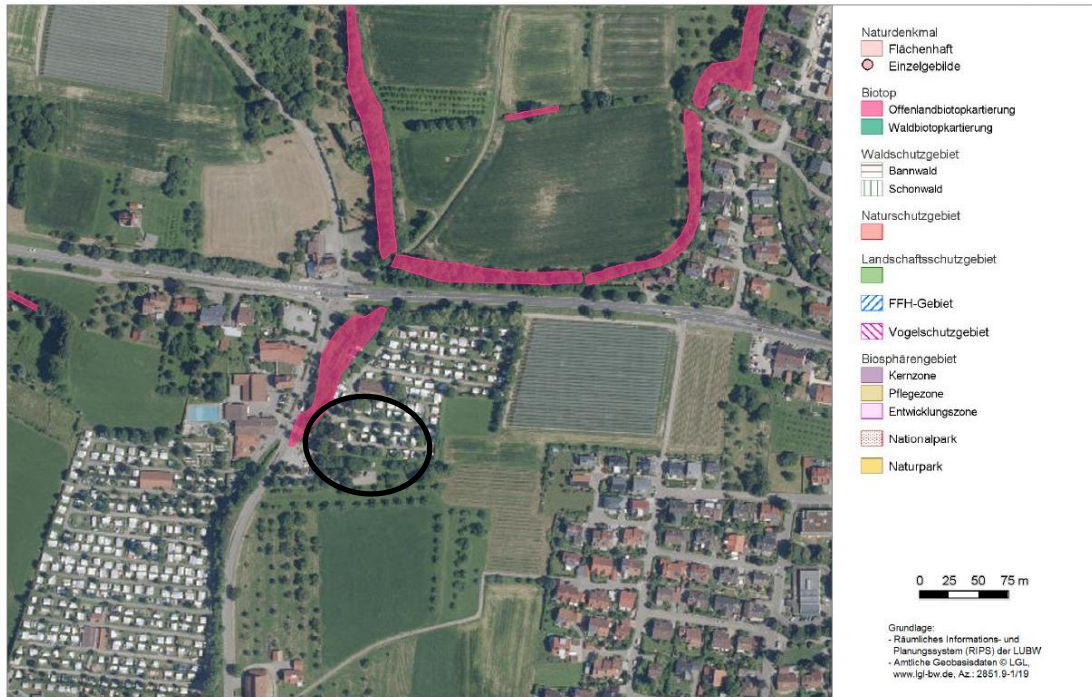 Naturdenkmal
Flächenhaft
Einzelgebilde
Biotop
Offenlandbiotopkartierung
Waldbiotopkartierung
Waldschutzgebiet
Bannwald
Schonwald
Naturschutzgebiet
Landschaftsschutzgebiet
FFH-Gebiet
Vogelschutzgebiet
Biosphärengebiet
Kernzone
Pflegezone
Entwicklungszone
Nationalpark
Naturpark
0 25 50 75 m
Grundlage:
- Räumliches Informations- und
Planungssystem (RIPS) der LUBW
- Amtliche Geobasisdaten © LGL,
www.lgl-bw.de, Az.: 2851.9-1/19